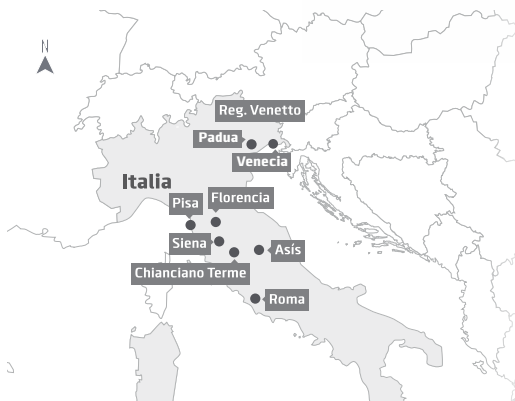 N
Reg. Venetto
Padua
Venecia
Italia
Pisa
Florencia
Siena
Asís
Chianciano Terme
Roma